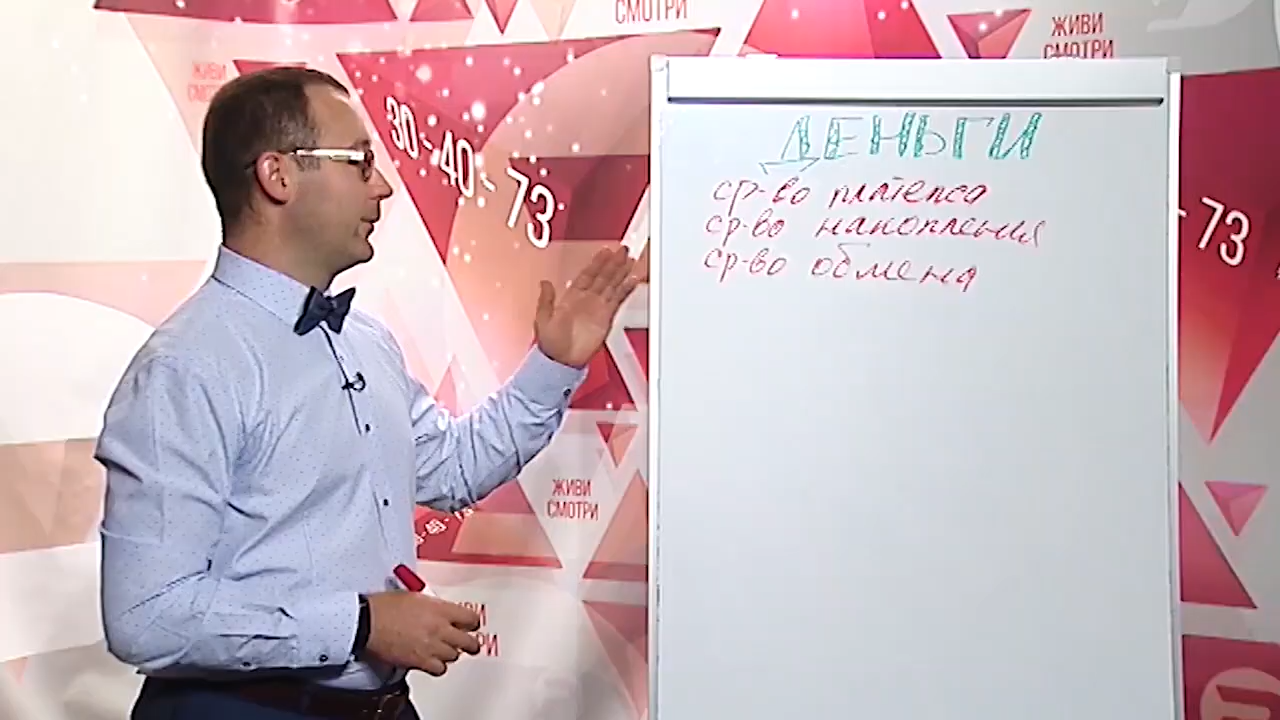 СМОТРИ
ЖИВИ
СМОТРИ
ЖИВИ
СМОТРИ
30-40-73
ДЕНЬГИ
ср-во платежа
ср-во накопления
ср-во обмена
- 73
ЖИВИ
СМОТРИ